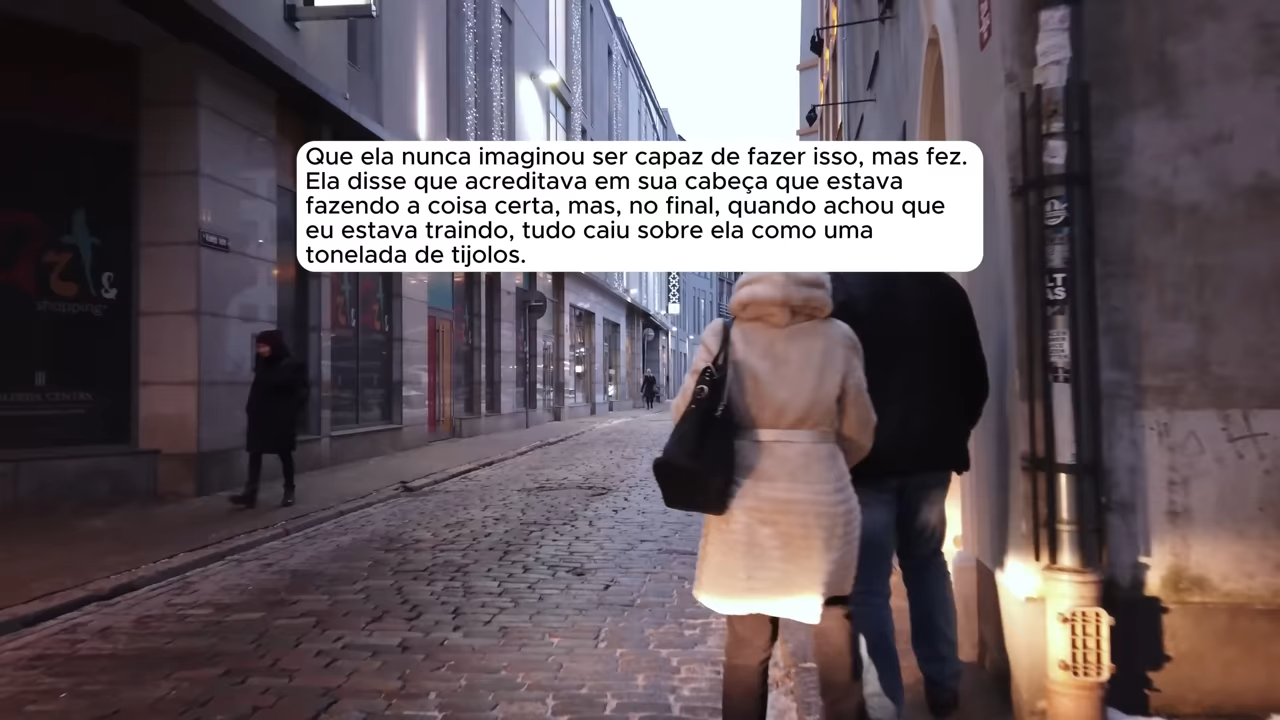 Que ela nunca imaginou ser capaz de fazer isso, mas fez.
Ela disse que acreditava em sua cabeça que estava
fazendo a coisa certa, mas, no final, quando achou que
eu estava traindo, tudo caiu sobre ela como uma
tonelada de tijolos.
&
shopping